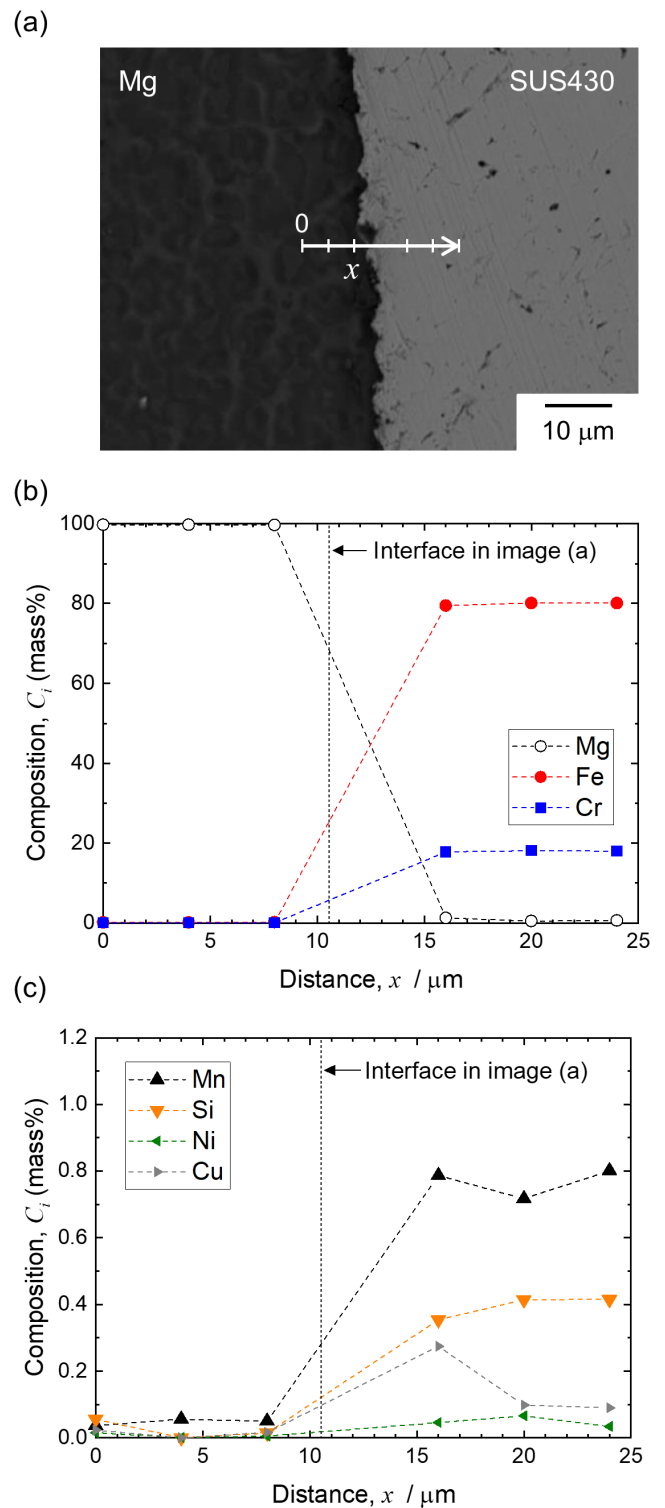 (a)
Mg SUS430
0
x
10 μm
(b)
100
80
60
40
20
0
Composition, Cᵢ (mass%)
Interface in image (a)
Mg
Fe
Cr
0 5 10 15 20 25
Distance, x / μm
(c)
1.2
1.0
0.8
0.6
0.4
0.2
0.0
Composition, Cᵢ (mass%)
Interface in image (a)
Mn
Si
Ni
Cu
0 5 10 15 20 25
Distance, x / μm